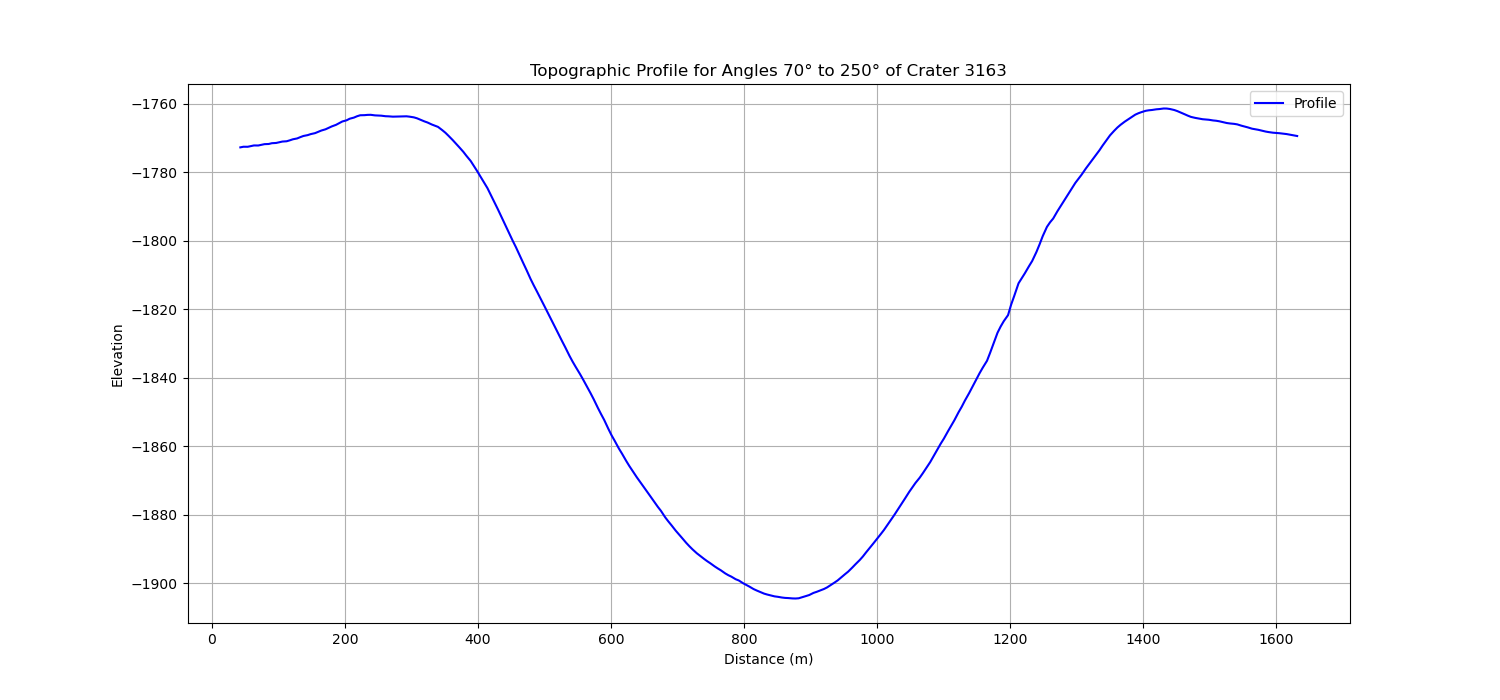 Topographic Profile for Angles 70° to 250° of Crater 3163
Profile
−1760
−1780
−1800
−1820
−1840
−1860
−1880
−1900
Elevation
0 200 400 600 800 1000 1200 1400 1600
Distance (m)